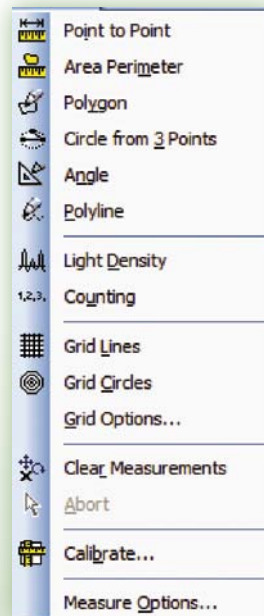 Point to Point
Area Perimeter
Polygon
Circle from 3 Points
Angle
Polyline
Light Density
1,2,3, Counting
Grid Lines
Grid Circles
Grid Options...
Clear Measurements
Abort
Calibrate...
Measure Options...